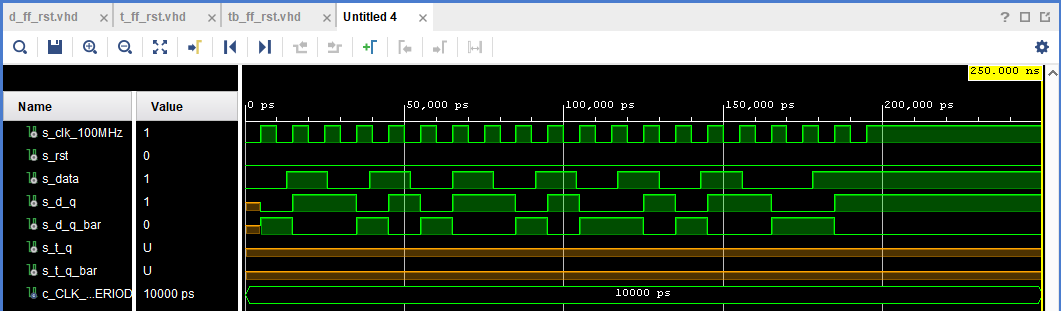 d_ff_rst.vhd × t_ff_rst.vhd × tb_ff_rst.vhd × Untitled 4 × ?
250.000 ns
Name Value
0 ps 50,000 ps 100,000 ps 150,000 ps 200,000 ps
s_clk_100MHz 1
s_rst 0
s_data 1
s_d_q 1
s_d_q_bar 0
s_t_q U
s_t_q_bar U
c_CLK_...ERIOD 10000 ps 10000 ps